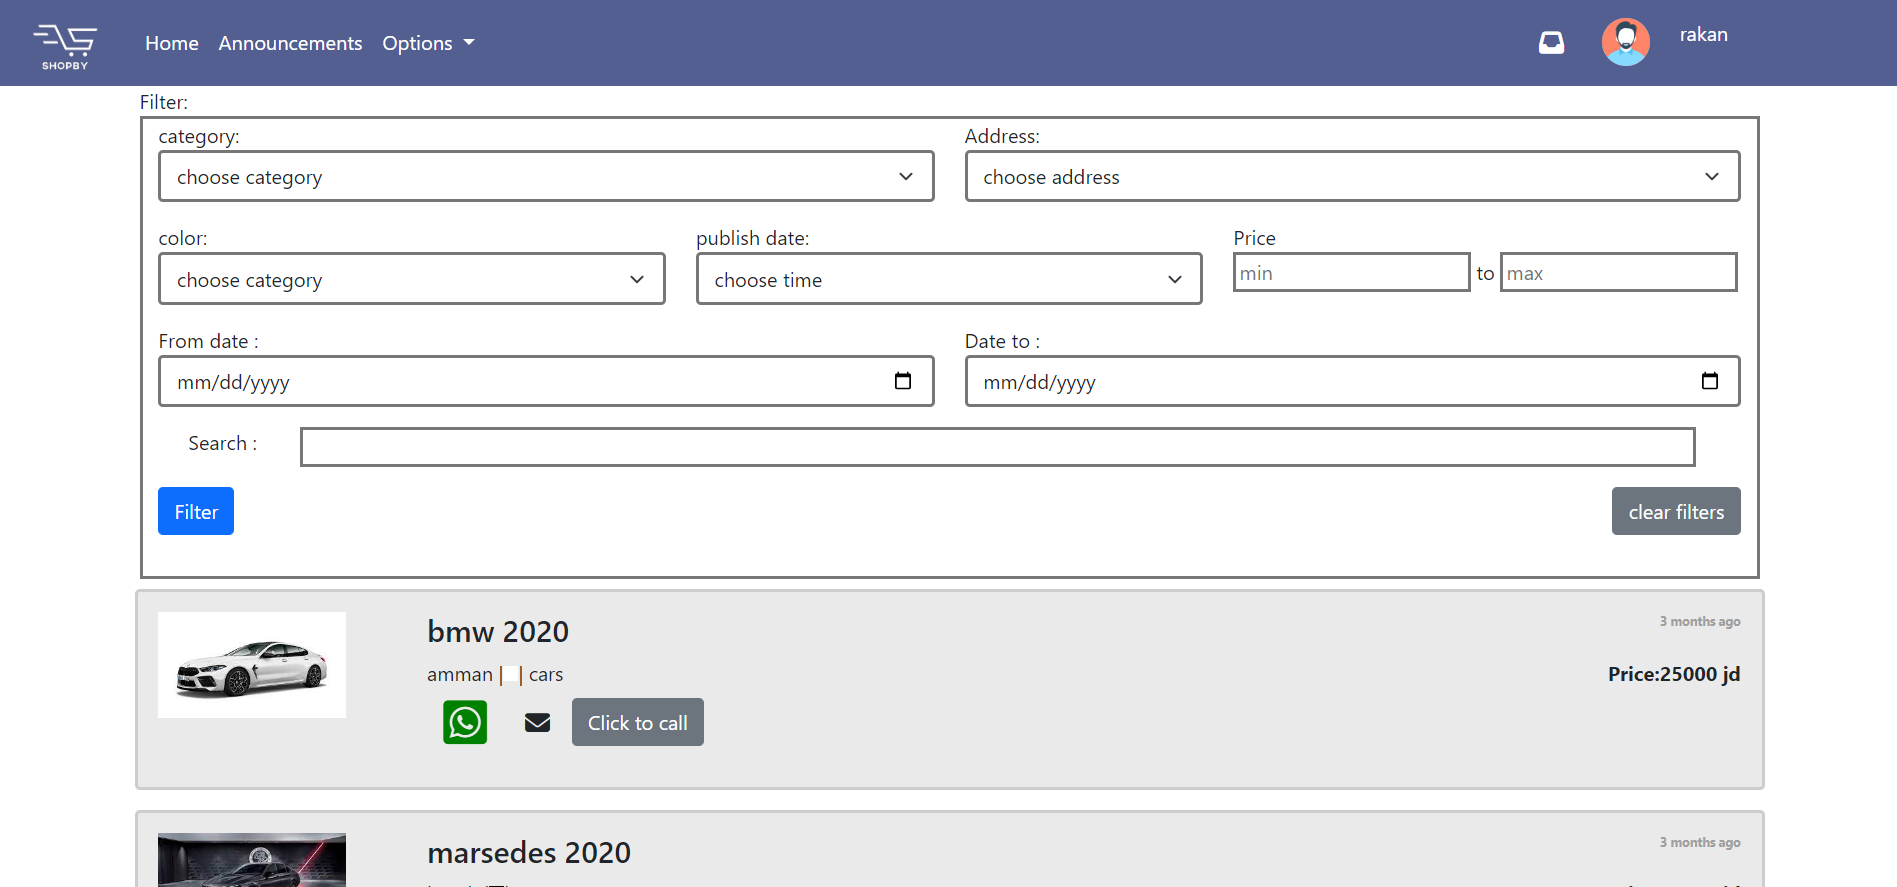 SHOPBY
Home Announcements Options
rakan
Filter:
category: Address:
choose category choose address
color: publish date: Price
choose category choose time min to max
From date : Date to :
mm/dd/yyyy mm/dd/yyyy
Search :
Filter clear filters
bmw 2020 3 months ago
amman | | cars Price:25000 jd
Click to call
marsedes 2020 3 months ago